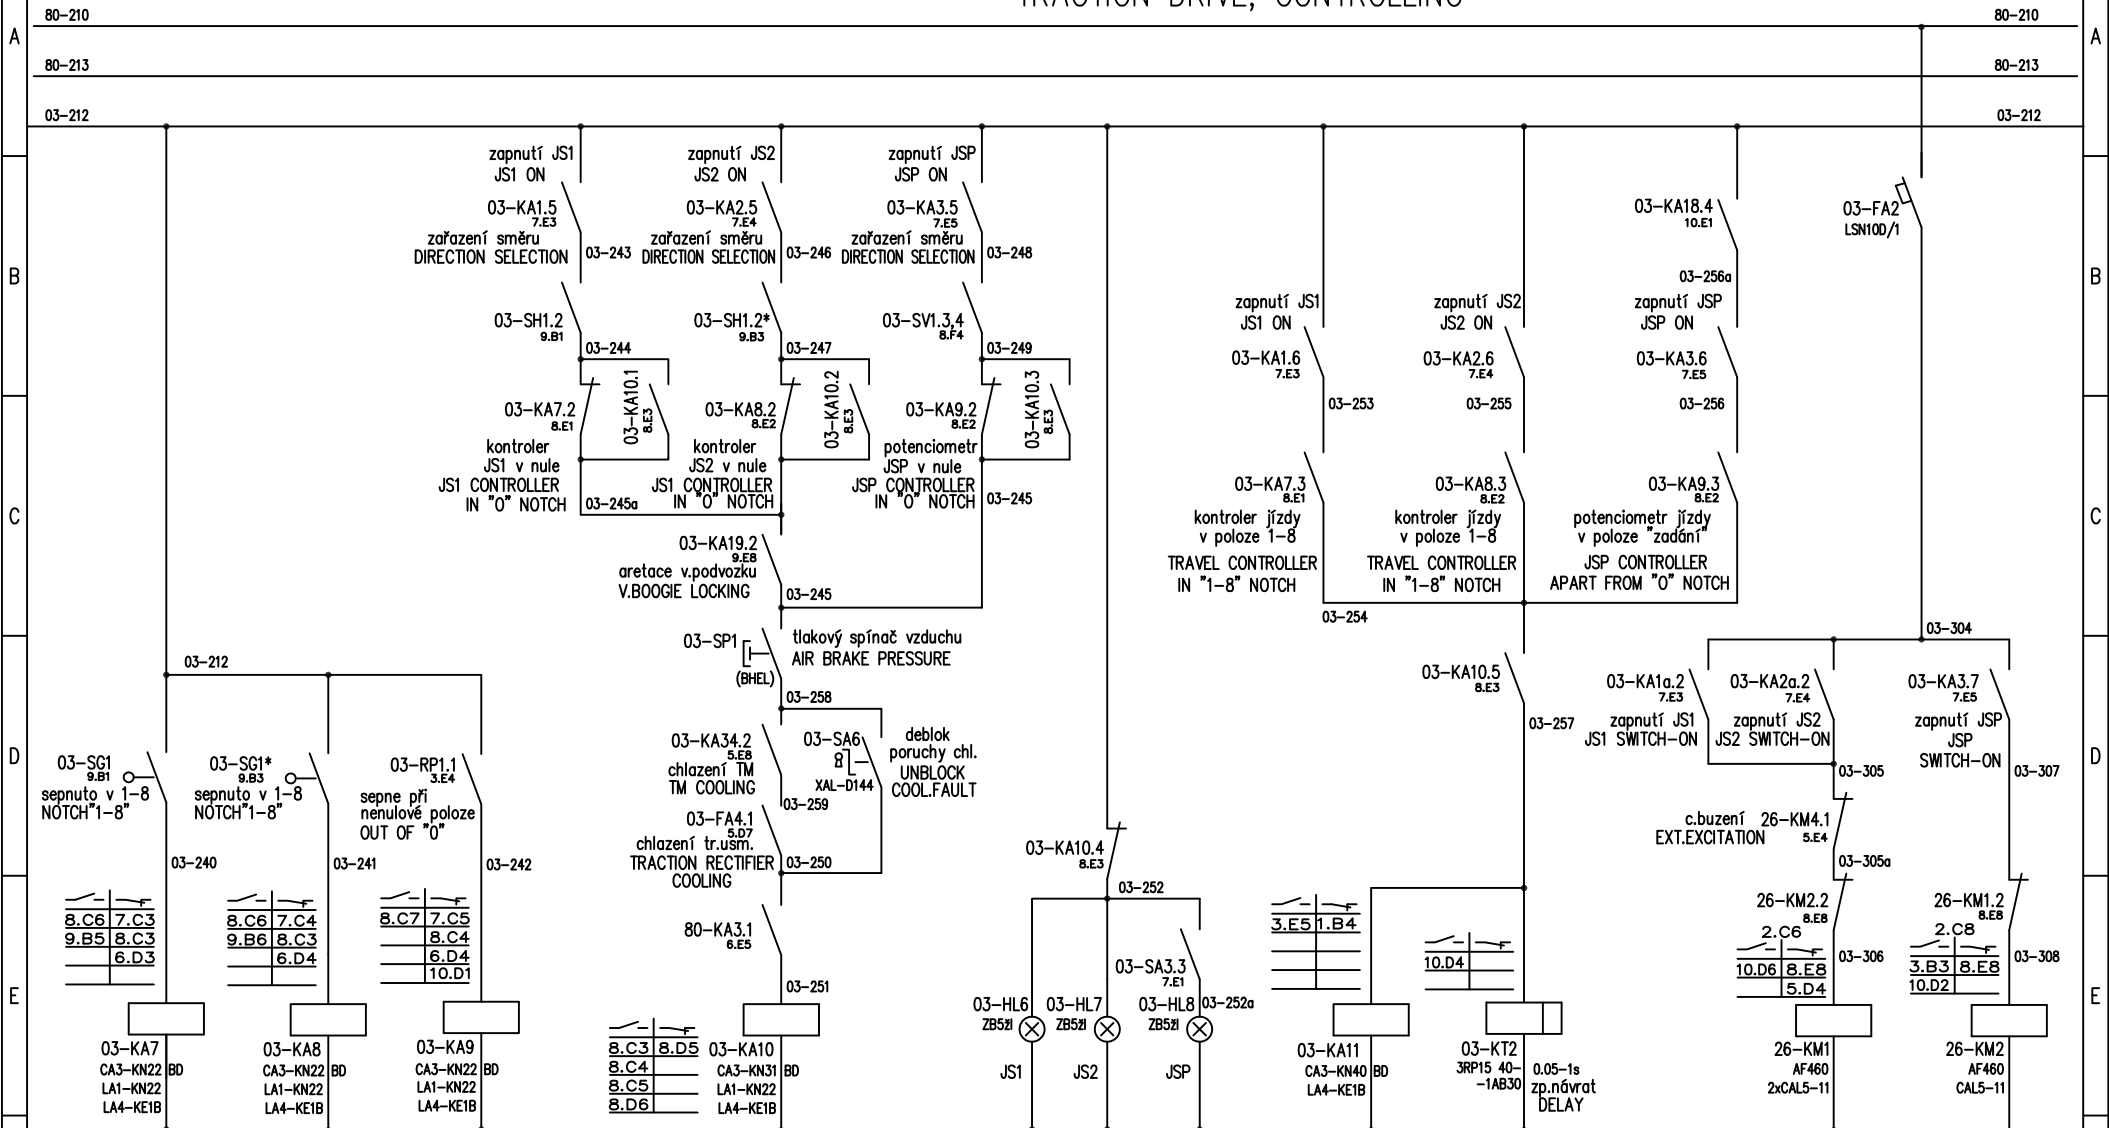 TRACTION DRIVE, CONTROLLING
A
80-210
80-210
A
80-213
80-213
03-212
03-212
zapnutí JS1
JS1 ON
03-KA1.5
7.E3
zařazení směru
DIRECTION SELECTION
03-243
03-SH1.2
9.B1
03-244
03-KA7.2
8.E1
03-KA10.1
8.E3
kontroler
JS1 v nule
JS1 CONTROLLER
IN "0" NOTCH
03-245a
zapnutí JS2
JS2 ON
03-KA2.5
7.E4
zařazení směru
DIRECTION SELECTION
03-246
03-SH1.2*
9.B3
03-247
03-KA8.2
8.E2
03-KA10.2
8.E3
kontroler
JS2 v nule
JS1 CONTROLLER
IN "0" NOTCH
zapnutí JSP
JSP ON
03-KA3.5
7.E5
zařazení směru
DIRECTION SELECTION
03-248
03-SV1.3,4
8.F4
03-249
03-KA9.2
8.E2
03-KA10.3
8.E3
potenciometr
JSP v nule
JSP CONTROLLER
IN "0" NOTCH
03-245
03-KA19.2
9.E8
aretace v.podvozku
V.BOOGIE LOCKING
03-245
03-SP1
(BHEL)
tlakový spínač vzduchu
AIR BRAKE PRESSURE
03-258
03-KA34.2
5.E8
chlazení TM
TM COOLING
03-SA6
XAL-D144
deblok
poruchy chl.
UNBLOCK
COOL.FAULT
03-259
03-FA4.1
5.D7
chlazení tr.usm.
TRACTION RECTIFIER
COOLING
03-250
80-KA3.1
6.E5
03-251
B
B
C
C
D
D
E
E
zapnutí JS1
JS1 ON
03-KA1.6
7.E3
03-253
03-KA7.3
8.E1
kontroler jízdy
v poloze 1-8
TRAVEL CONTROLLER
IN "1-8" NOTCH
03-254
zapnutí JS2
JS2 ON
03-KA2.6
7.E4
03-255
03-KA8.3
8.E2
kontroler jízdy
v poloze 1-8
TRAVEL CONTROLLER
IN "1-8" NOTCH
03-KA18.4
10.E1
03-256a
zapnutí JSP
JSP ON
03-KA3.6
7.E5
03-256
03-KA9.3
8.E2
potenciometr jízdy
v poloze "zadání"
JSP CONTROLLER
APART FROM "0" NOTCH
03-KA10.5
8.E3
03-257
03-FA2
LSN10D/1
03-304
03-KA1a.2
7.E3
zapnutí JS1
JS1 SWITCH-ON
03-KA2a.2
7.E4
zapnutí JS2
JS2 SWITCH-ON
03-KA3.7
7.E5
zapnutí JSP
JSP
SWITCH-ON
03-305
03-307
c.buzení
EXT.EXCITATION
26-KM4.1
5.E4
03-305a
26-KM2.2
8.E8
26-KM1.2
8.E8
03-306
03-308
03-212
03-SG1
9.B1
sepnuto v 1-8
NOTCH"1-8"
03-SG1*
9.B3
sepnuto v 1-8
NOTCH"1-8"
03-RP1.1
3.E4
sepne při
nenulové poloze
OUT OF "0"
03-240
03-241
03-242
8.C6 7.C3
9.B5 8.C3
6.D3
8.C6 7.C4
9.B6 8.C3
6.D4
8.C7 7.C5
8.C4
6.D4
10.D1
03-KA7
CA3-KN22 BD
LA1-KN22
LA4-KE1B
03-KA8
CA3-KN22 BD
LA1-KN22
LA4-KE1B
03-KA9
CA3-KN22 BD
LA1-KN22
LA4-KE1B
8.C3 8.D5
8.C4
8.C5
8.D6
03-KA10
CA3-KN31 BD
LA1-KN22
LA4-KE1B
03-KA10.4
8.E3
03-252
03-SA3.3
7.E1
03-252a
03-HL6
ZB5žl
JS1
03-HL7
ZB5žl
JS2
03-HL8
ZB5žl
JSP
3.E5 1.B4
03-KA11
CA3-KN40 BD
LA4-KE1B
10.D4
03-KT2
3RP15 40-
-1AB30
0.05-1s
zp.návrat
DELAY
2.C6
10.D6 8.E8
5.D4
26-KM1
AF460
2xCAL5-11
2.C8
3.B3 8.E8
10.D2
26-KM2
AF460
CAL5-11